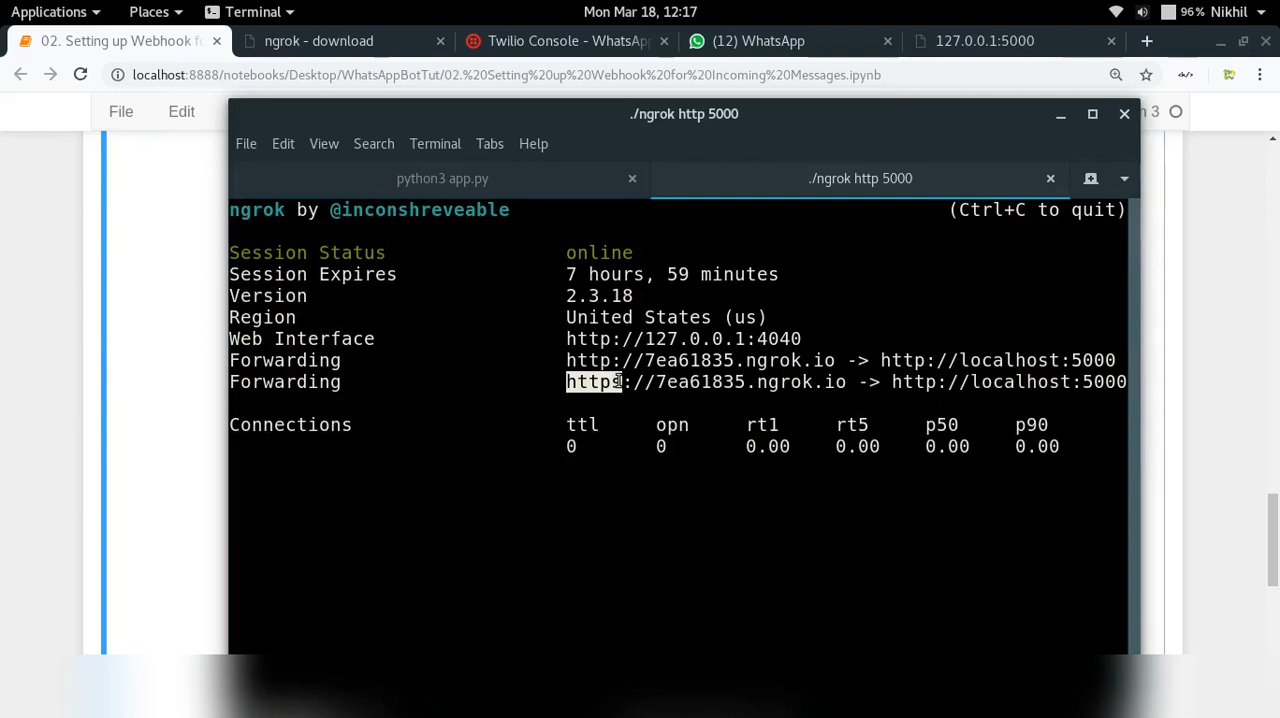 Applications Places Terminal Mon Mar 18, 12:17 96% Nikhil
02. Setting up Webhook fo ngrok - download Twilio Console - WhatsAp (12) WhatsApp 127.0.0.1:5000
localhost:8888/notebooks/Desktop/WhatsAppBotTut/02.%20Setting%20up%20Webhook%20for%20Incoming%20Messages.ipynb
File Edit n 3
./ngrok http 5000
File Edit View Search Terminal Tabs Help
python3 app.py ./ngrok http 5000
ngrok by @inconshreveable (Ctrl+C to quit)
Session Status online
Session Expires 7 hours, 59 minutes
Version 2.3.18
Region United States (us)
Web Interface http://127.0.0.1:4040
Forwarding http://7ea61835.ngrok.io -> http://localhost:5000
Forwarding https://7ea61835.ngrok.io -> http://localhost:5000
Connections ttl opn rt1 rt5 p50 p90
0 0 0.00 0.00 0.00 0.00